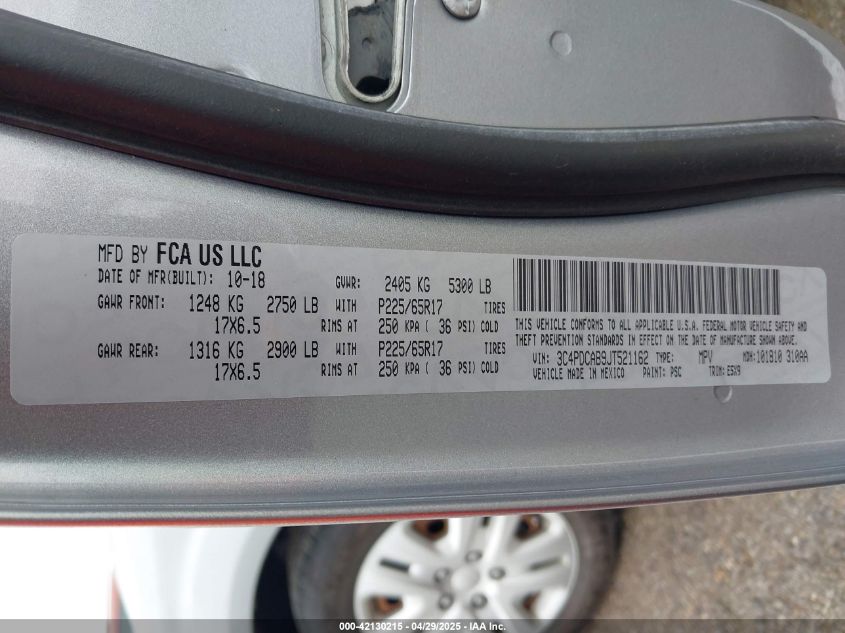 MFD BY FCA US LLC
DATE OF MFR(BUILT): 10-18 GVWR: 2405 KG 5300 LB
GAWR FRONT: 1248 KG 2750 LB WITH P225/65R17 TIRES
17X6.5 RIMS AT 250 KPA ( 36 PSI) COLD
GAWR REAR: 1316 KG 2900 LB WITH P225/65R17 TIRES
17X6.5 RIMS AT 250 KPA ( 36 PSI) COLD
THIS VEHICLE CONFORMS TO ALL APPLICABLE U.S.A. FEDERAL MOTOR VEHICLE SAFETY AND
THEFT PREVENTION STANDARDS IN EFFECT ON THE DATE OF MANUFACTURE SHOWN ABOVE.
VIN: 3C4PDCAB9JT521162 TYPE: MPV MDH: 101810 310AA
VEHICLE MADE IN MEXICO PAINT: PSC TRIM: E5X9
000-42130215 - 04/29/2025 - IAA.com